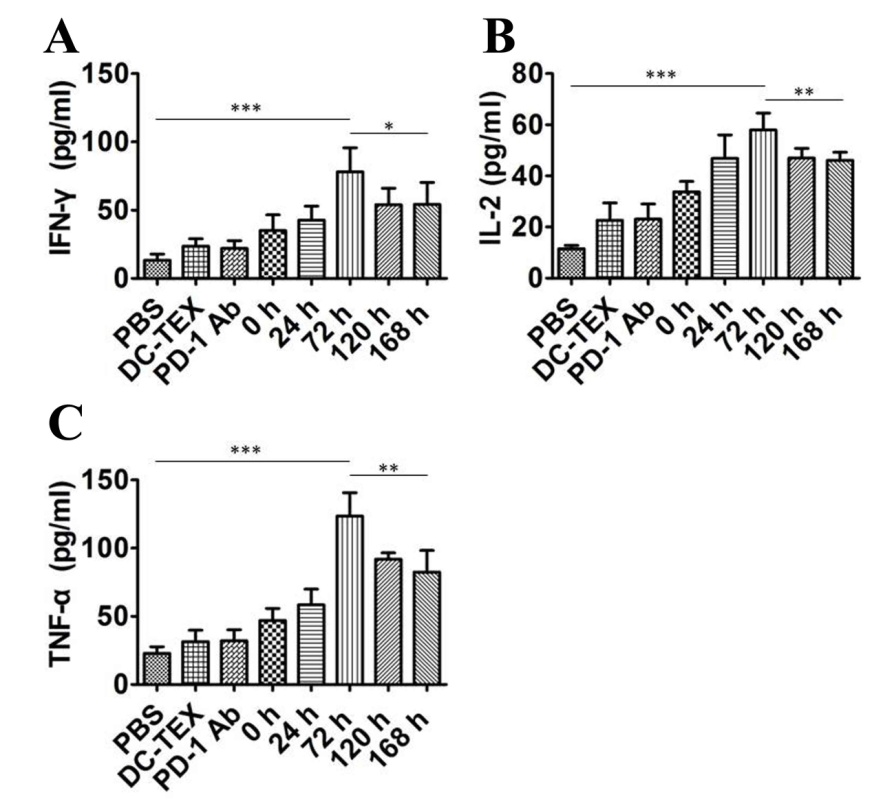 A
IFN-γ (pg/ml)
150
100
50
0
***
*
PBS
DC-TEX
PD-1 Ab
0 h
24 h
72 h
120 h
168 h
B
IL-2 (pg/ml)
80
60
40
20
0
***
**
PBS
DC-TEX
PD-1 Ab
0 h
24 h
72 h
120 h
168 h
C
TNF-α (pg/ml)
150
100
50
0
***
**
PBS
DC-TEX
PD-1 Ab
0 h
24 h
72 h
120 h
168 h